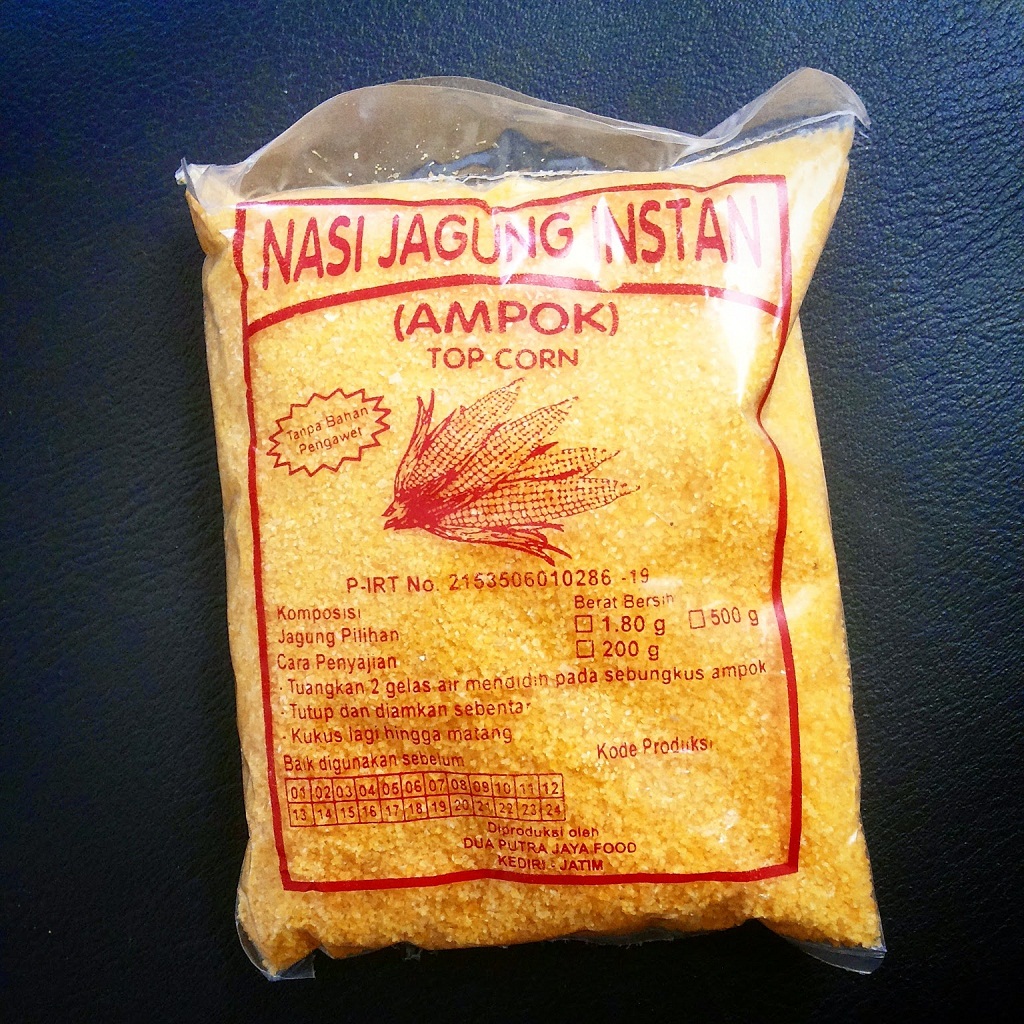 NASI JAGUNG INSTAN
(AMPOK)
TOP CORN
Tanpa Bahan
Pengawet
P-IRT No. 2153506010286 -19
Komposisi
Jagung Pilihan
Cara Penyajian
Berat Bersih
1.80 g
500 g
200 g
- Tuangkan 2 gelas air mendidih pada sebungkus ampok
- Tutup dan diamkan sebentar
- Kukus lagi hingga matang
Baik digunakan sebelum
Kode Produksi
01 02 03 04 05 06 07 08 09 10 11 12
13 14 15 16 17 18 19 20 21 22 23 24
Diproduksi oleh
DUA PUTRA JAYA FOOD
KEDIRI - JATIM